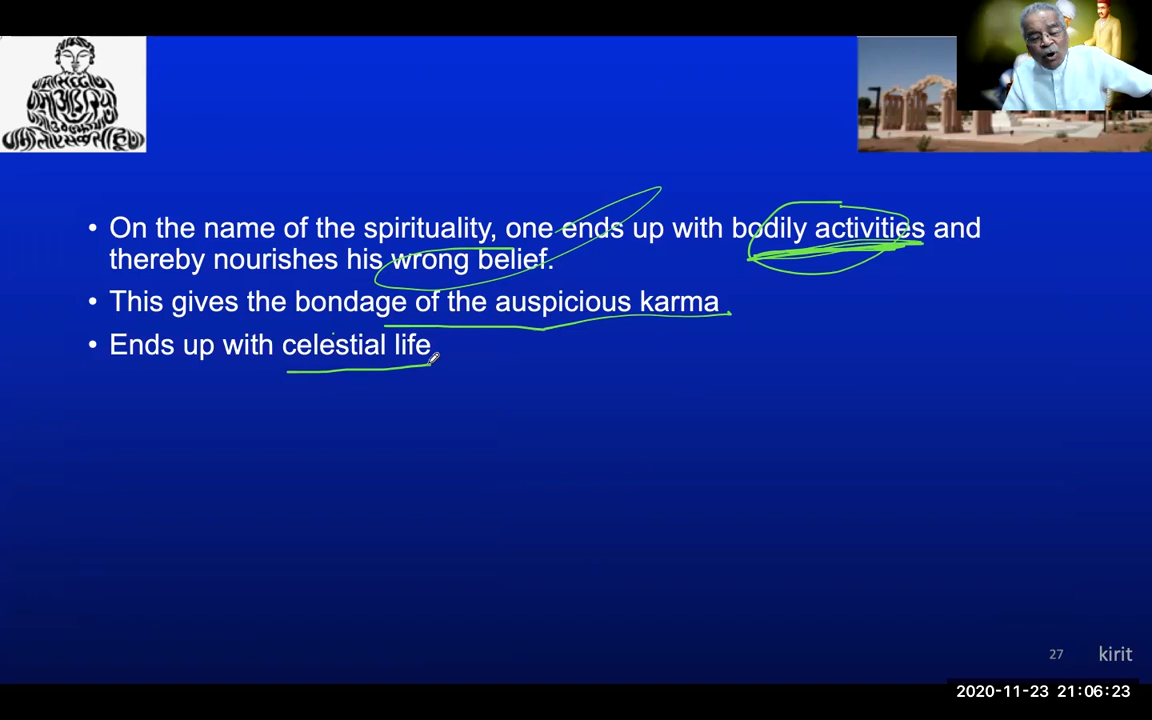 • On the name of the spirituality, one ends up with bodily activities and
thereby nourishes his wrong belief.
• This gives the bondage of the auspicious karma
• Ends up with celestial life
27 kirit
2020-11-23 21:06:23